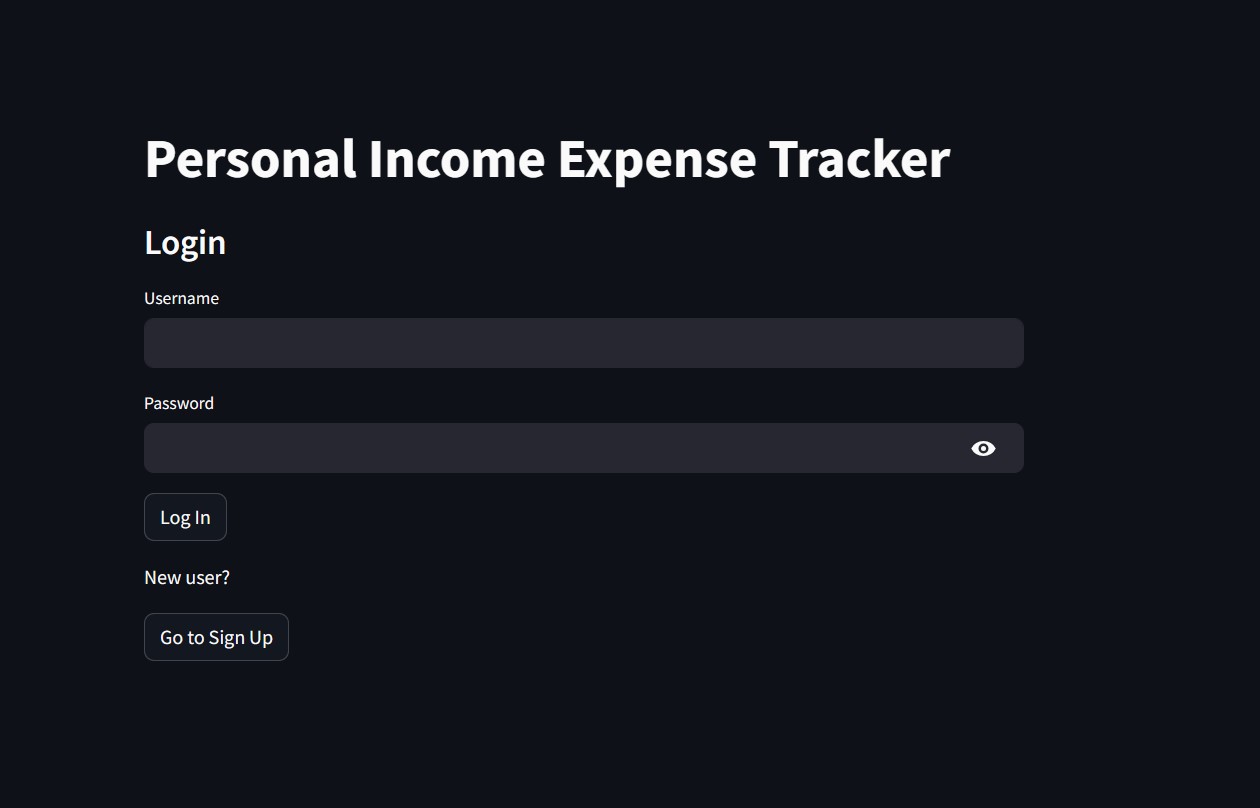 Personal Income Expense Tracker
Login
Username
Password
Log In
New user?
Go to Sign Up